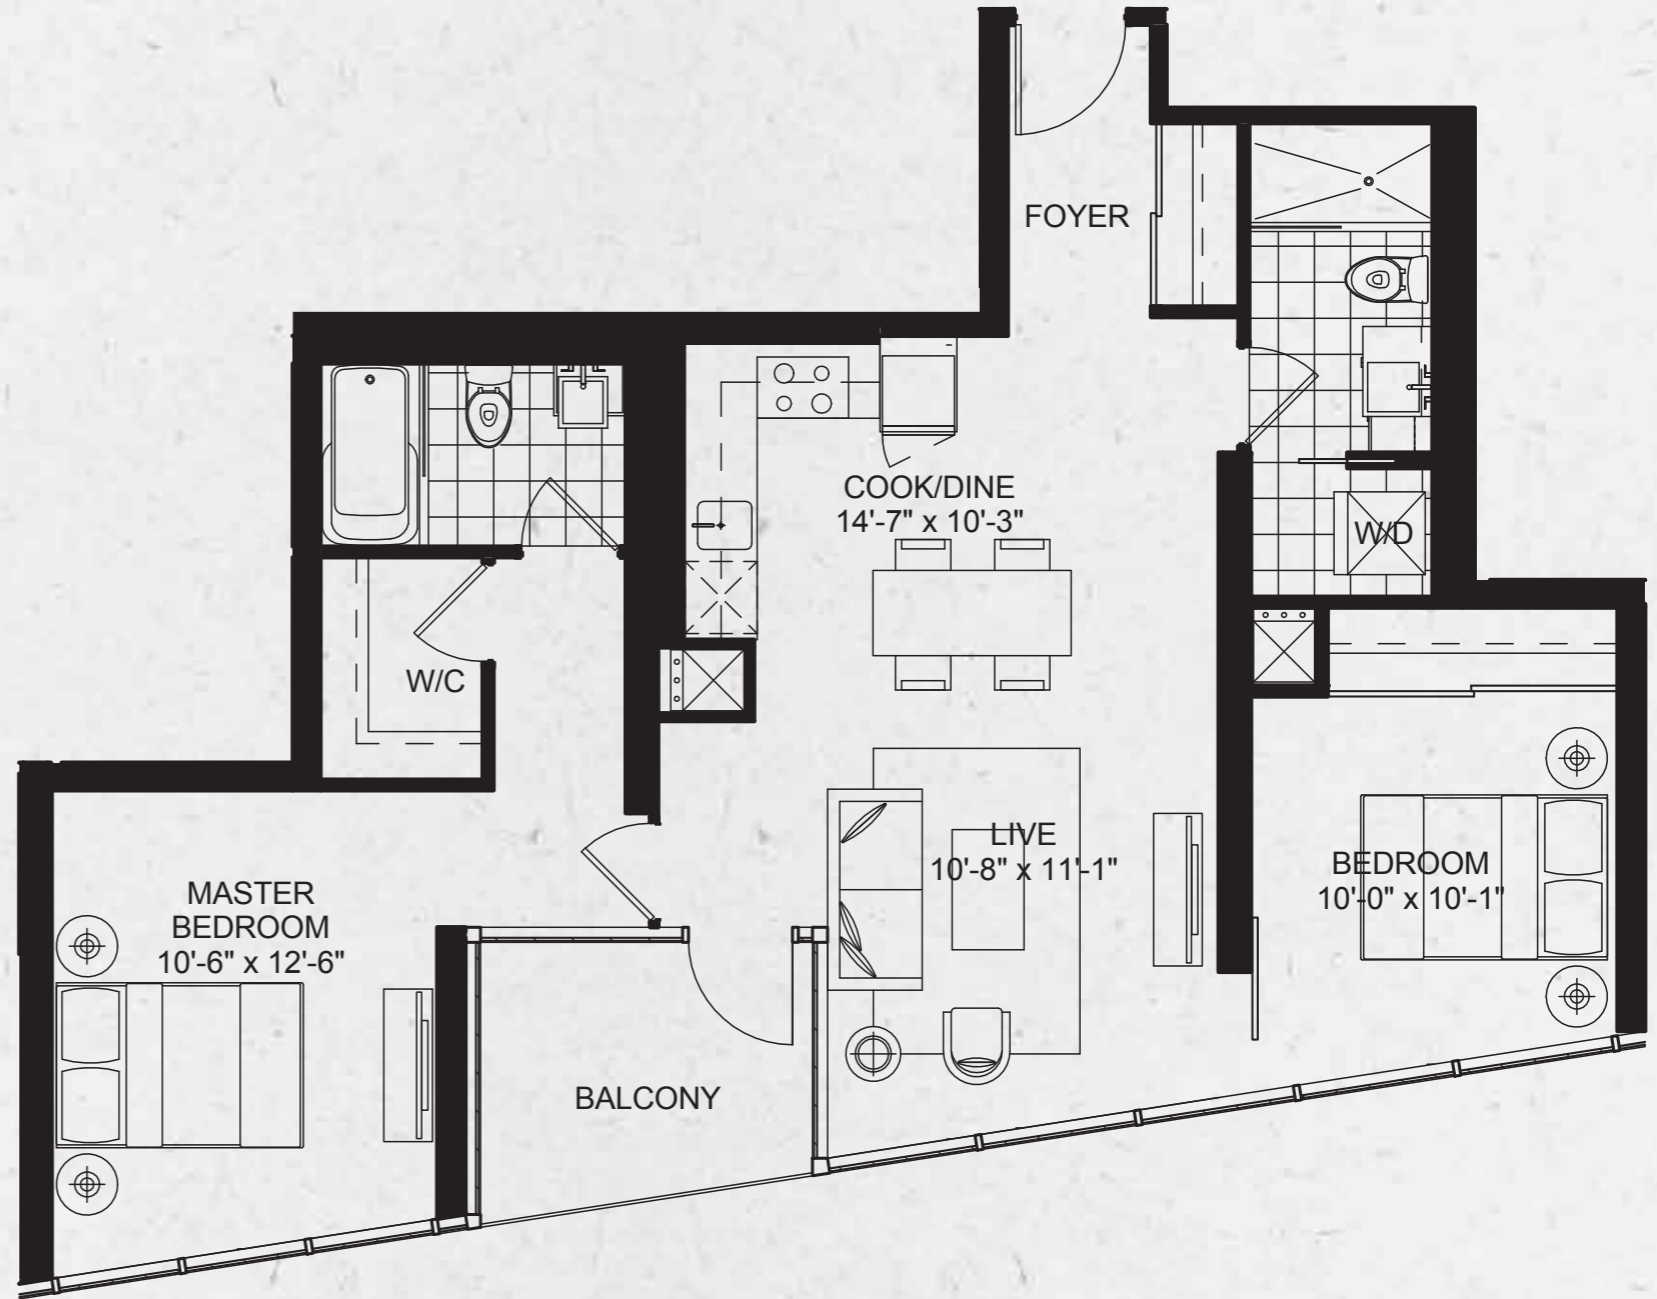 FOYER
COOK/DINE
14'-7" x 10'-3"
W/D
W/C
LIVE
10'-8" x 11'-1"
BEDROOM
10'-0" x 10'-1"
MASTER
BEDROOM
10'-6" x 12'-6"
BALCONY